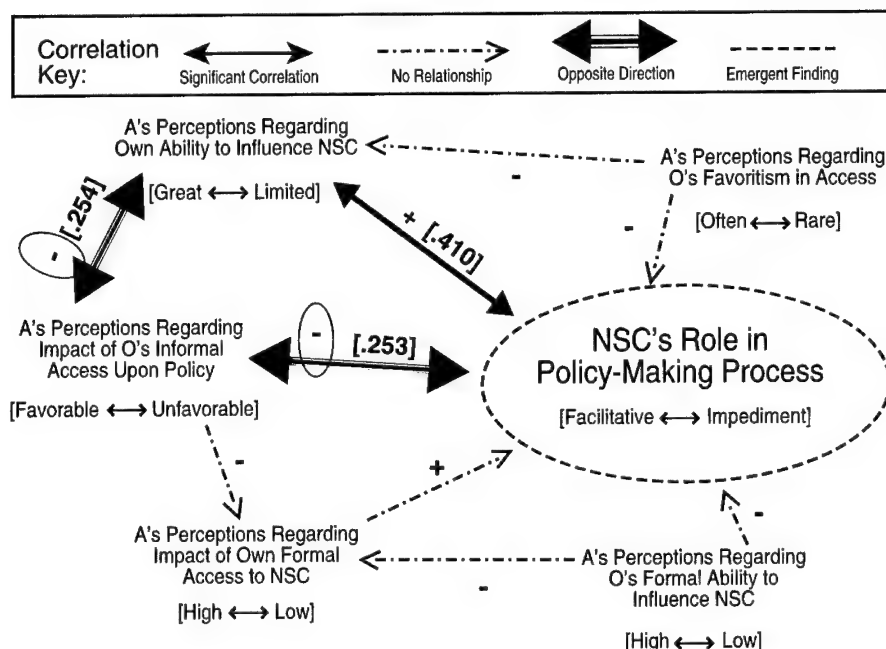 Correlation
Key:
Significant Correlation
No Relationship
Opposite Direction
Emergent Finding
A's Perceptions Regarding
Own Ability to Influence NSC
[Great ⟷ Limited]
A's Perceptions Regarding
O's Favoritism in Access
[Often ⟷ Rare]
-
-
- [.254]
+ [.410]
A's Perceptions Regarding
Impact of O's Informal
Access Upon Policy
[Favorable ⟷ Unfavorable]
- [.253]
NSC's Role in
Policy-Making Process
[Facilitative ⟷ Impediment]
-
+
A's Perceptions Regarding
Impact of Own Formal
Access to NSC
[High ⟷ Low]
-
-
A's Perceptions Regarding
O's Formal Ability to
Influence NSC
[High ⟷ Low]